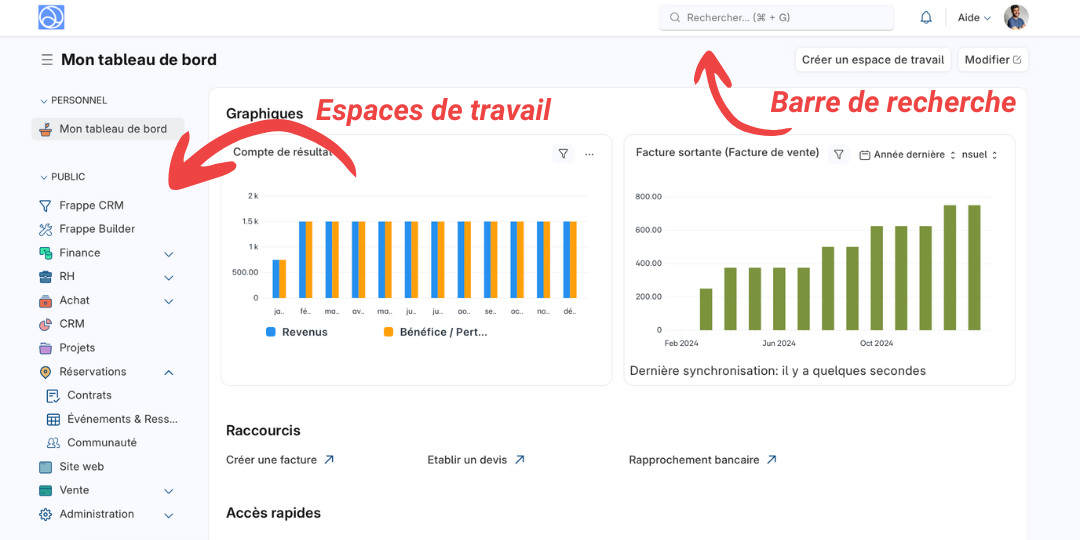 Rechercher... (⌘ + G)
Aide
Mon tableau de bord
Créer un espace de travail
Modifier
PERSONNEL
Mon tableau de bord
PUBLIC
Frappe CRM
Frappe Builder
Finance
RH
Achat
CRM
Projets
Réservations
Contrats
Événements & Ress...
Communauté
Site web
Vente
Administration
Espaces de travail
Barre de recherche
Graphiques
Compte de résultat
...
2 k
1.5 k
1 k
500.00
0
ja.. fé.. ma.. av.. ma.. ju.. ju.. ao.. se.. oc.. no.. dé..
Revenus
Bénéfice / Pert...
Facture sortante (Facture de vente)
Année dernière
nsuel
800.00
600.00
400.00
200.00
0
Feb 2024 Jun 2024 Oct 2024
Dernière synchronisation: il y a quelques secondes
Raccourcis
Créer une facture
Etablir un devis
Rapprochement bancaire
Accès rapides